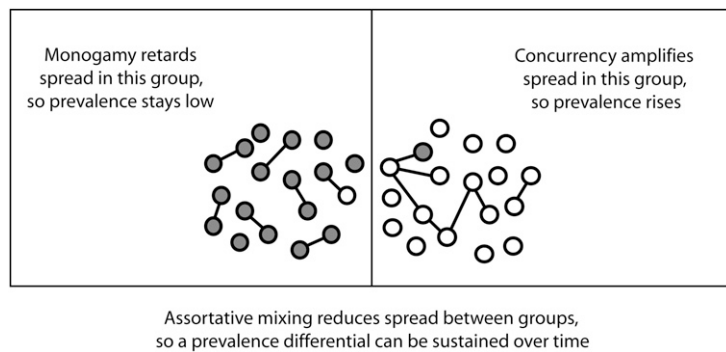 Monogamy retards
spread in this group,
so prevalence stays low
Concurrency amplifies
spread in this group,
so prevalence rises
Assortative mixing reduces spread between groups,
so a prevalence differential can be sustained over time